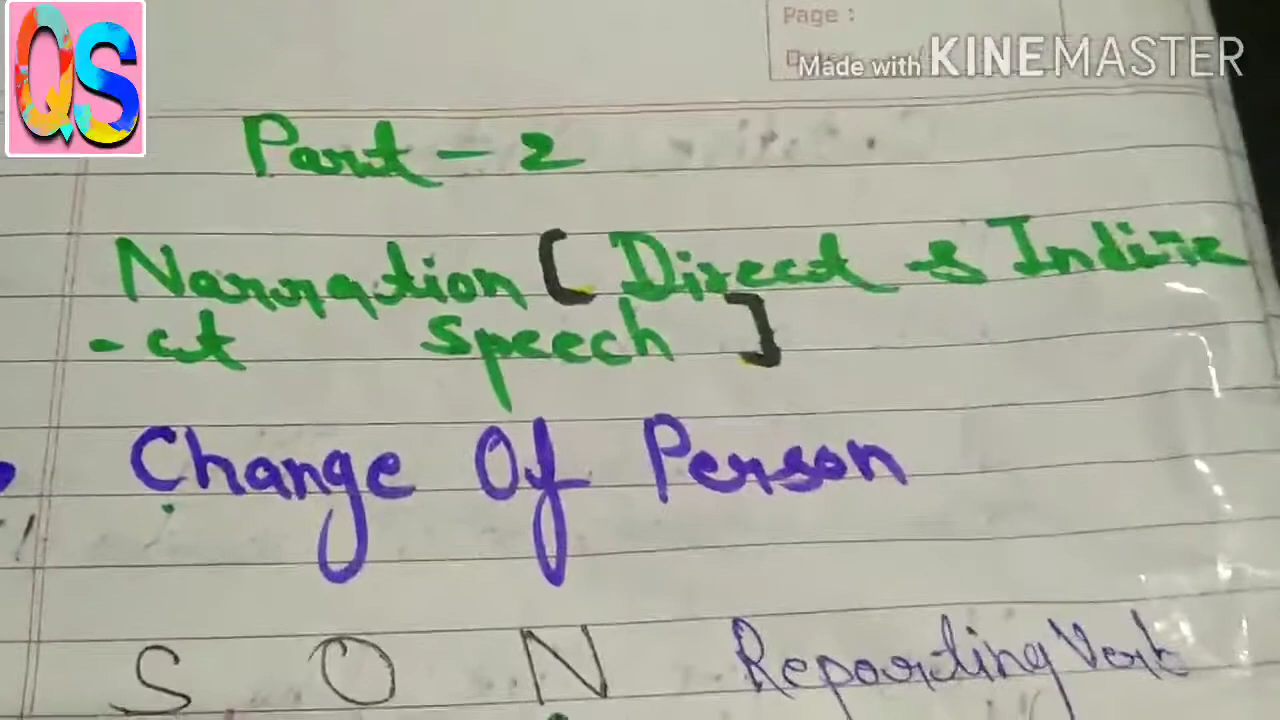 QS
Page :
Made with KINEMASTER
Part - 2
Narration [ Direct & Indire
- ct speech ]
Change Of Person
S O N Reporting Verb